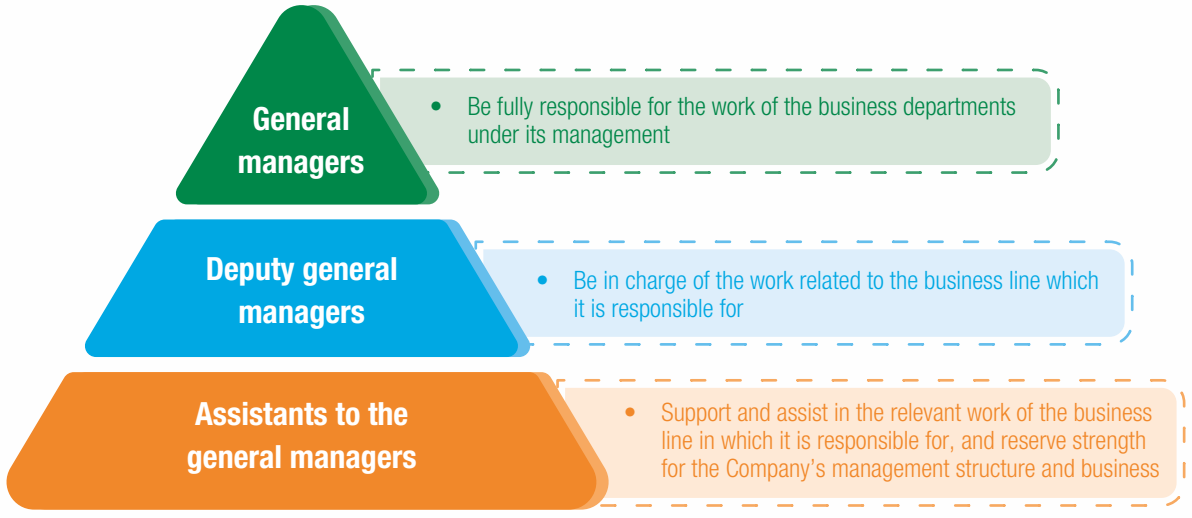 General
managers
• Be fully responsible for the work of the business departments
under its management
Deputy general
managers
• Be in charge of the work related to the business line which
it is responsible for
Assistants to the
general managers
• Support and assist in the relevant work of the business
line in which it is responsible for, and reserve strength
for the Company’s management structure and business